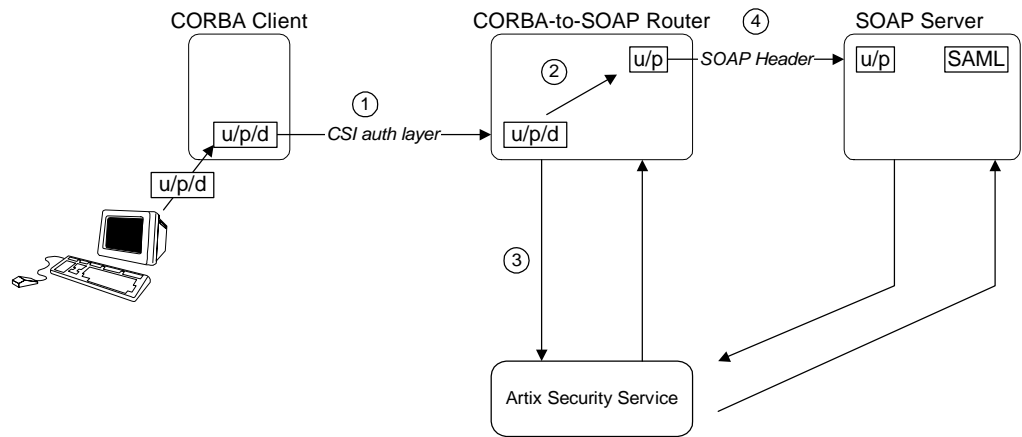 CORBA Client
CORBA-to-SOAP Router
4
SOAP Server
u/p
SOAP Header
u/p
SAML
2
1
u/p/d
CSI auth layer
u/p/d
u/p/d
3
Artix Security Service